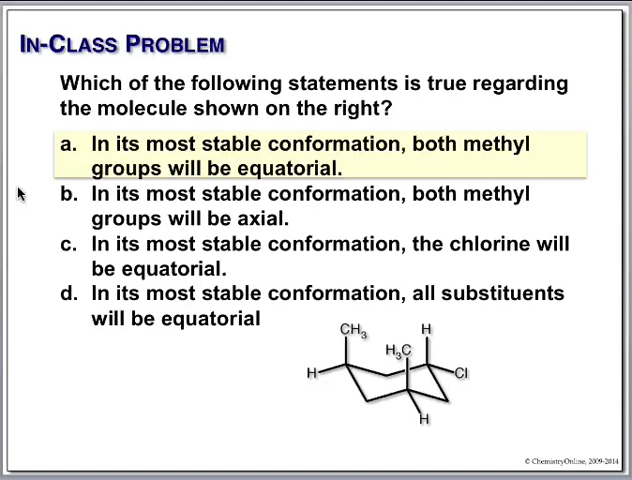 IN-CLASS PROBLEM
Which of the following statements is true regarding
the molecule shown on the right?
a. In its most stable conformation, both methyl
groups will be equatorial.
b. In its most stable conformation, both methyl
groups will be axial.
c. In its most stable conformation, the chlorine will
be equatorial.
d. In its most stable conformation, all substituents
will be equatorial
CH3 H
H3C
H Cl
H
© ChemistryOnline, 2009-2014